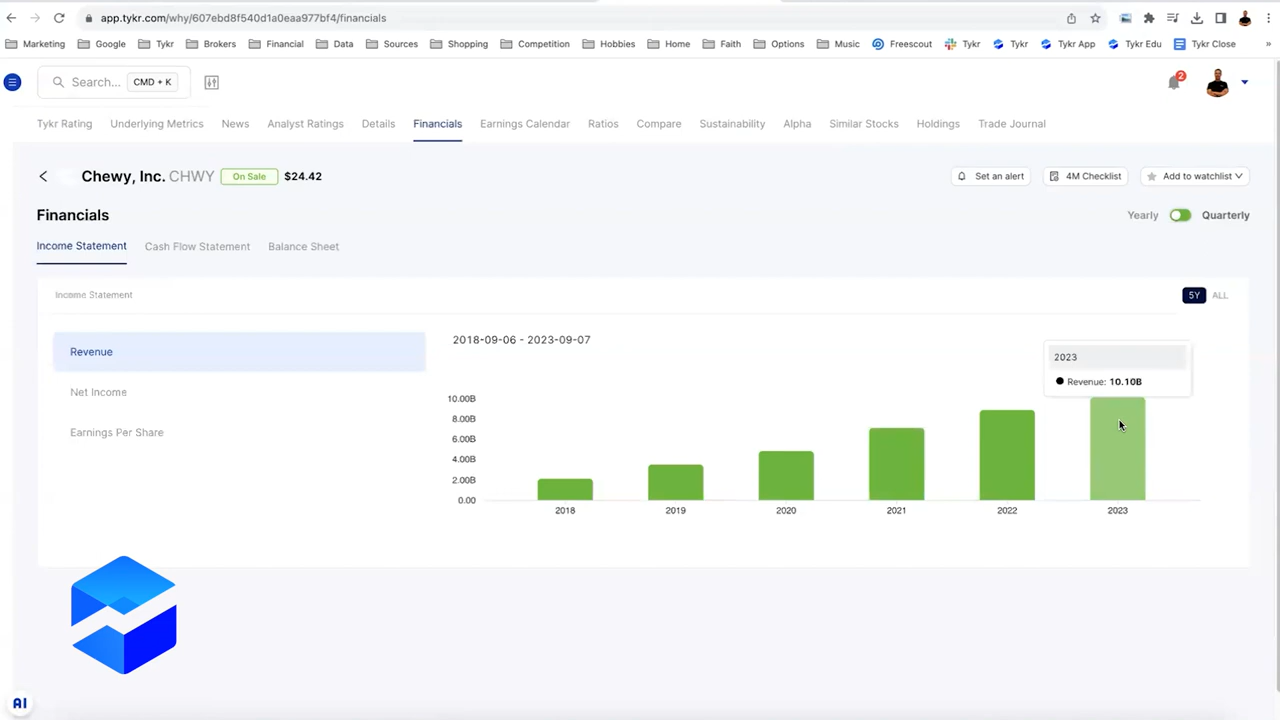 app.tykr.com/why/607ebd8f540d1a0eaa977bf4/financials
Marketing Google Tykr Brokers Financial Data Sources Shopping Competition Hobbies Home Faith Options Music Freescout Tykr Tykr Tykr App Tykr Edu Tykr Close »
Search... CMD + K
2
Tykr Rating Underlying Metrics News Analyst Ratings Details Financials Earnings Calendar Ratios Compare Sustainability Alpha Similar Stocks Holdings Trade Journal
Chewy, Inc. CHWY On Sale $24.42 Set an alert 4M Checklist Add to watchlist
Financials Yearly Quarterly
Income Statement Cash Flow Statement Balance Sheet
Income Statement 5Y ALL
2018-09-06 - 2023-09-07
Revenue
Net Income
Earnings Per Share
2023
Revenue: 10.10B
10.00B
8.00B
6.00B
4.00B
2.00B
0.00
2018 2019 2020 2021 2022 2023
AI